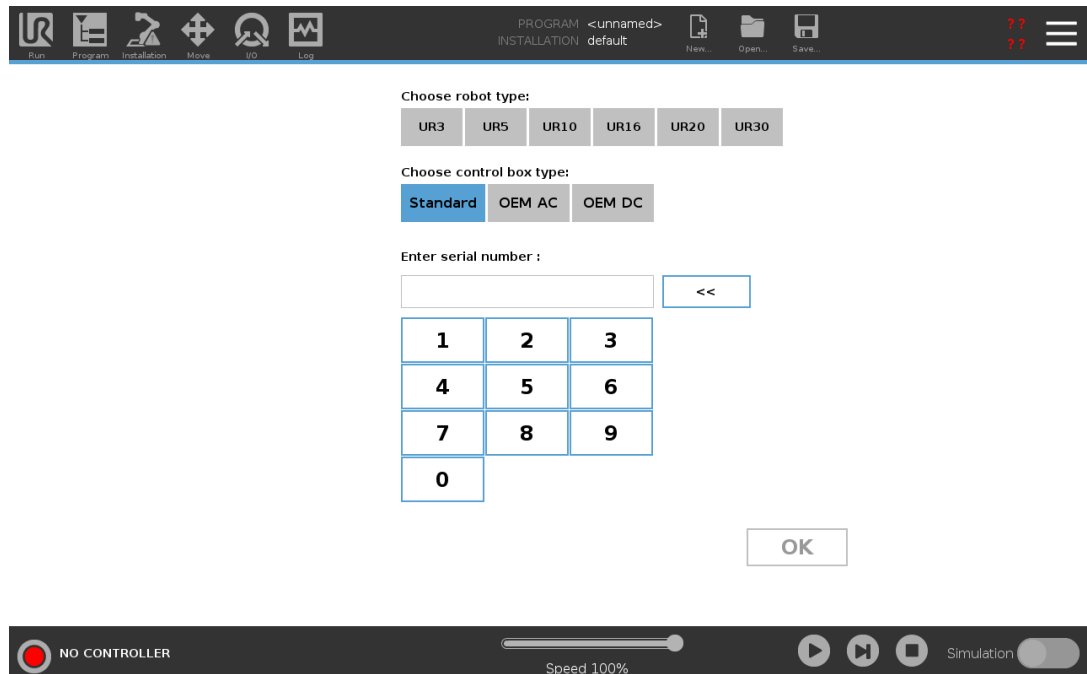 PROGRAM <unnamed>
INSTALLATION default
? ?
? ?
UR
Run Program Installation Move I/O Log New... Open... Save...
Choose robot type:
UR3 UR5 UR10 UR16 UR20 UR30
Choose control box type:
Standard OEM AC OEM DC
Enter serial number :
<<
1 2 3
4 5 6
7 8 9
0
OK
NO CONTROLLER
Speed 100%
Simulation